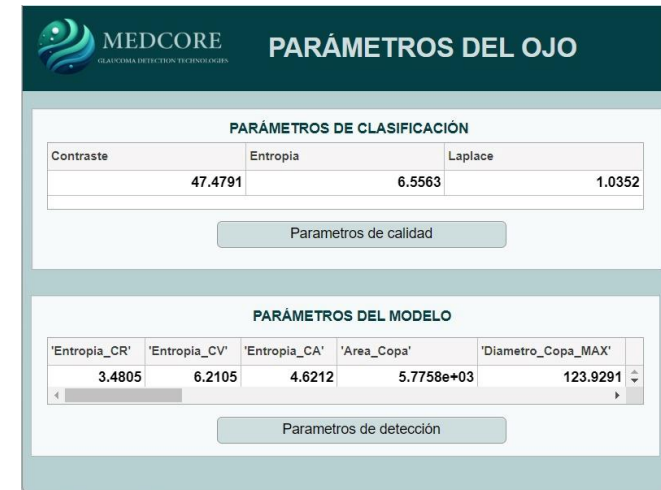 MEDCORE
GLAUCOMA DETECTION TECHNOLOGIES
PARÁMETROS DEL OJO
PARÁMETROS DE CLASIFICACIÓN
Contraste Entropia Laplace
47.4791 6.5563 1.0352
Parametros de calidad
PARÁMETROS DEL MODELO
'Entropia_CR' 'Entropia_CV' 'Entropia_CA' 'Area_Copa' 'Diametro_Copa_MAX'
3.4805 6.2105 4.6212 5.7758e+03 123.9291
Parametros de detección